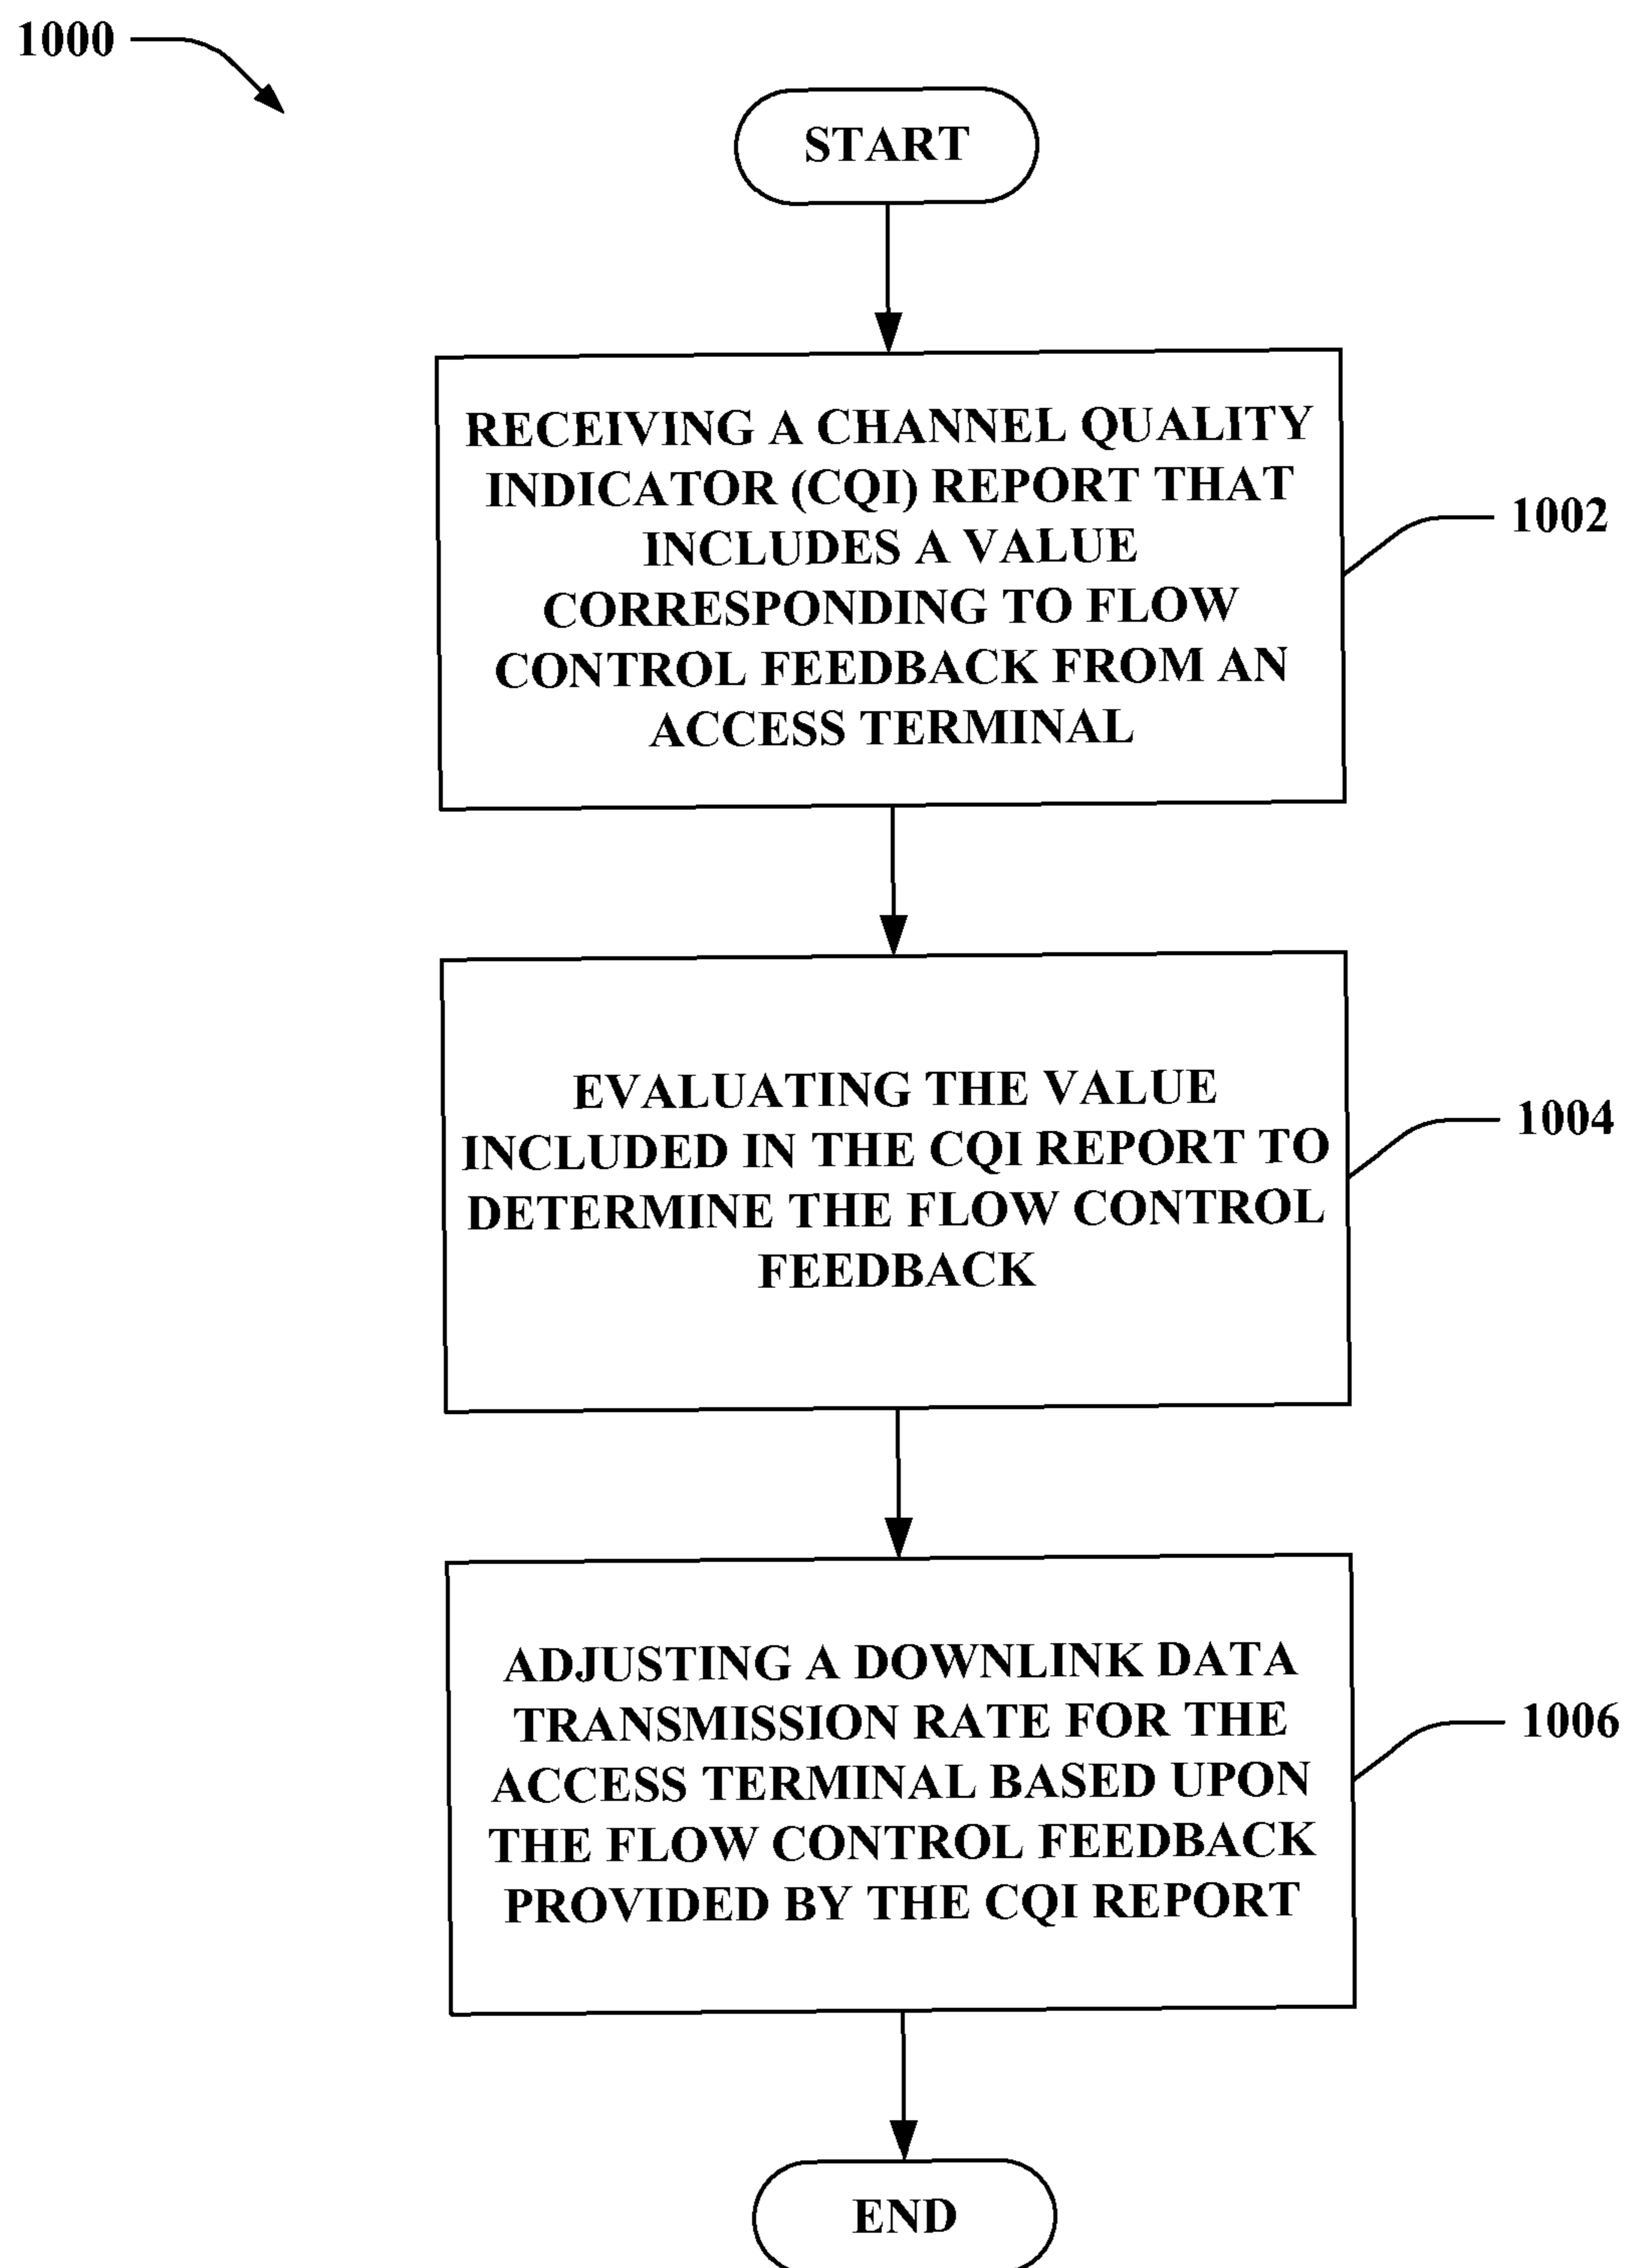 1000
START
RECEIVING A CHANNEL QUALITY
INDICATOR (CQI) REPORT THAT
INCLUDES A VALUE
CORRESPONDING TO FLOW
CONTROL FEEDBACK FROM AN
ACCESS TERMINAL
1002
EVALUATING THE VALUE
INCLUDED IN THE CQI REPORT TO
DETERMINE THE FLOW CONTROL
FEEDBACK
1004
ADJUSTING A DOWNLINK DATA
TRANSMISSION RATE FOR THE
ACCESS TERMINAL BASED UPON
THE FLOW CONTROL FEEDBACK
PROVIDED BY THE CQI REPORT
1006
END